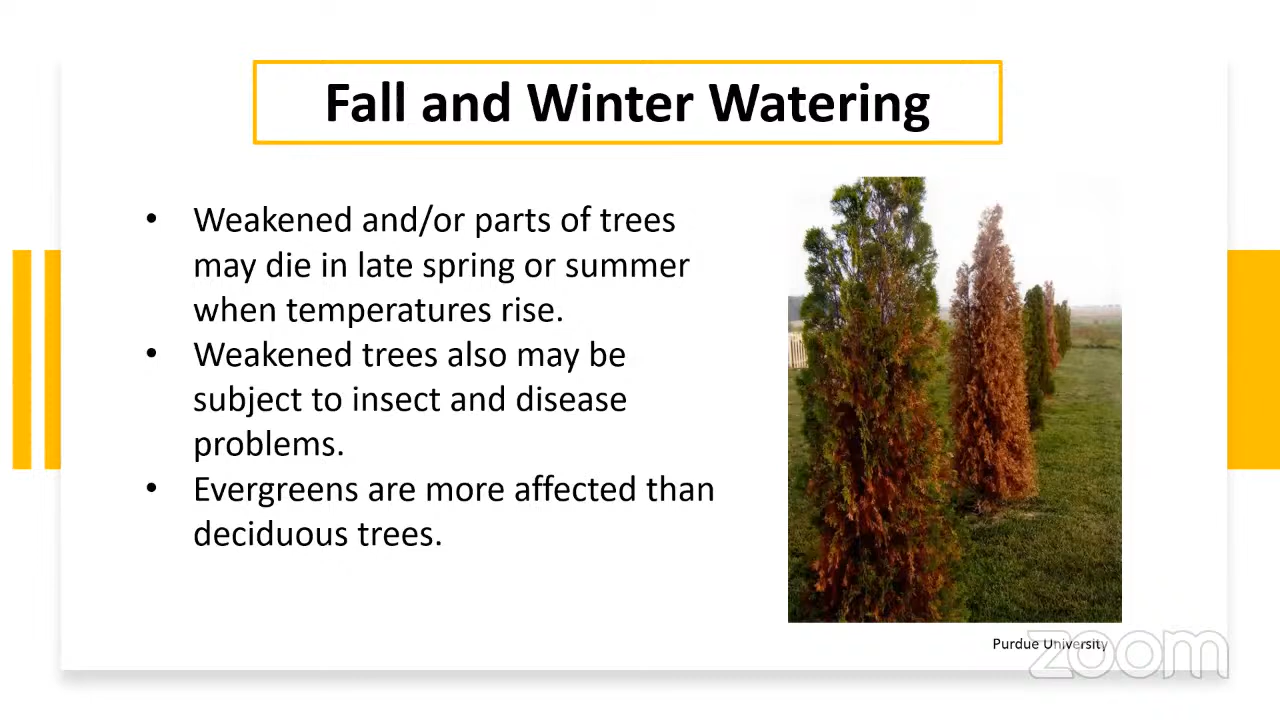 Fall and Winter Watering
• Weakened and/or parts of trees
may die in late spring or summer
when temperatures rise.
• Weakened trees also may be
subject to insect and disease
problems.
• Evergreens are more affected than
deciduous trees.
Purdue University
zoom